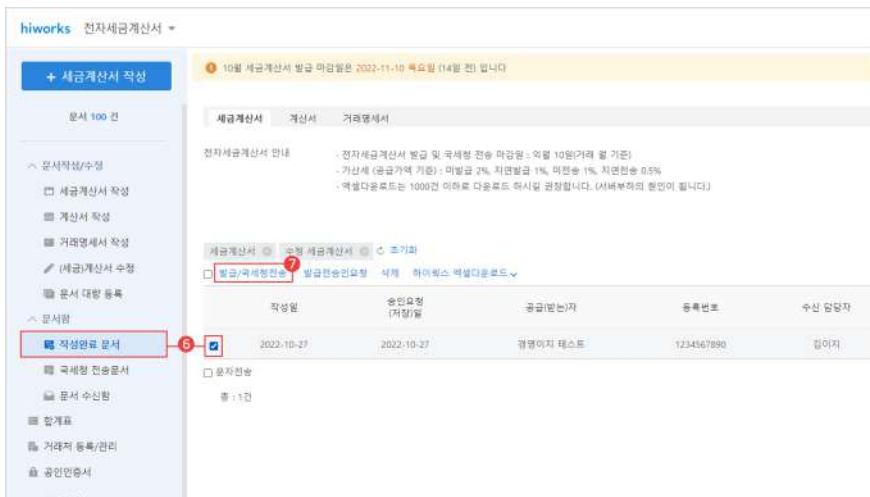 hiworks 전자세금계산서
+ 세금계산서 작성
문서 100 건
문서작성/수정
세금계산서 작성
계산서 작성
거래명세서 작성
(세금)계산서 수정
문서 대량 등록
문서함
작성완료 문서
국세청 전송문서
문서 수신함
합계표
거래처 등록/관리
공인인증서
10월 세금계산서 발급 마감일은 2022-11-10 목요일 (14일 전) 입니다
세금계산서 계산서 거래명세서
전자세금계산서 안내
- 전자세금계산서 발급 및 국세청 전송 마감일 : 익월 10일(거래 월 기준)
- 가산세 (공급가액 기준) : 미발급 2%, 지연발급 1%, 미전송 1%, 지연전송 0.5%
- 엑셀다운로드는 1000건 이하로 다운로드 하시길 권장합니다. (서버부하의 원인이 됩니다.)
세금계산서 수정 세금계산서 초기화
7
발급/국세청전송 발급전송인요청 삭제 하이웍스 엑셀다운로드
작성일 승인요청 (저장)일 공급(받는)자 등록번호 수신 담당자
6
2022-10-27 2022-10-27 경영이지 테스트 1234567890 김이지
문자전송
총 : 1건